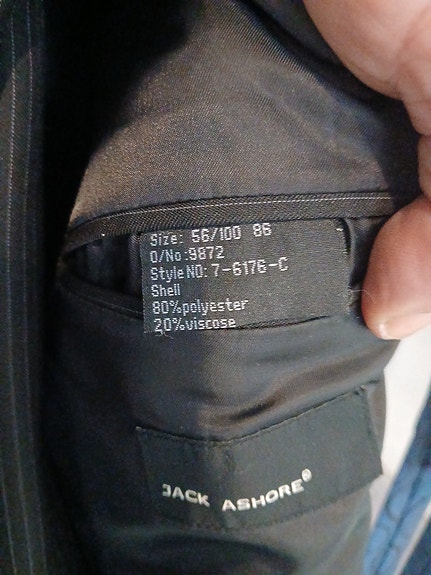 Size: 56/100 86
O/No:9872
Style NO: 7-6176-C
Shell
80%polyester
20%viscose
JACK ASHORE®